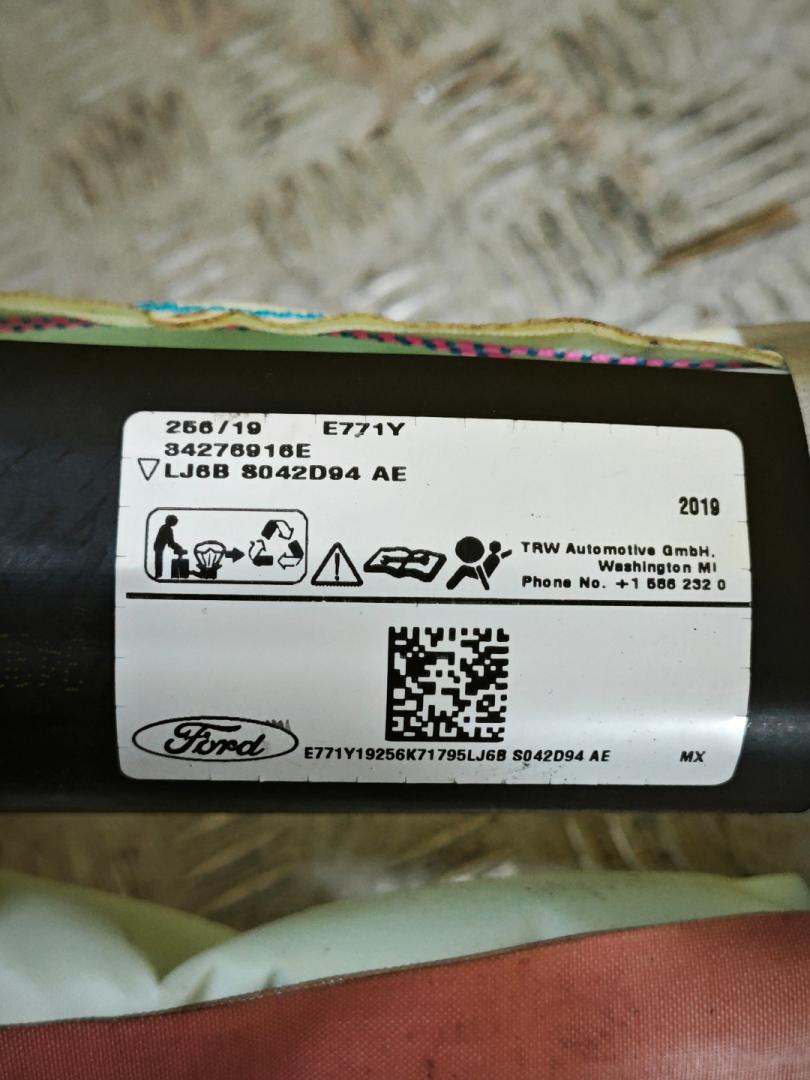 256/19 E771Y
34276916E
LJ6B S042D94 AE
2019
TRW Automotive GmbH.
Washington MI
Phone No. +1 586 232 0
Ford
E771Y19256K71795LJ6B S042D94 AE MX